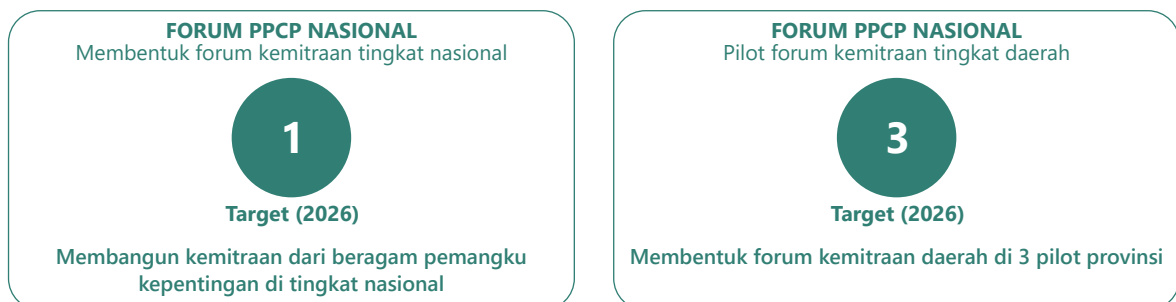 FORUM PPCP NASIONAL
Membentuk forum kemitraan tingkat nasional
1
Target (2026)
Membangun kemitraan dari beragam pemangku
kepentingan di tingkat nasional
FORUM PPCP NASIONAL
Pilot forum kemitraan tingkat daerah
3
Target (2026)
Membentuk forum kemitraan daerah di 3 pilot provinsi